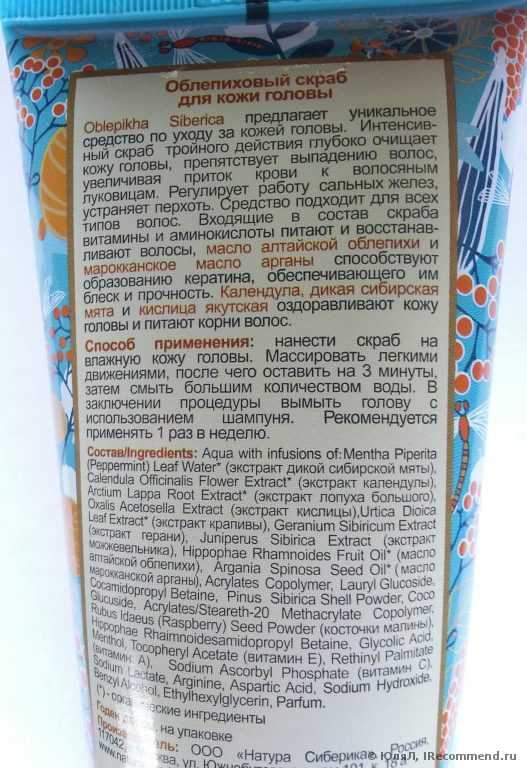 Облепиховый скраб
для кожи головы
Oblepikha Siberica предлагает уникальное
средство по уходу за кожей головы. Интенсив-
ный скраб тройного действия глубоко очищает
кожу головы, препятствует выпадению волос,
увеличивая приток крови к волосяным
луковицам. Регулирует работу сальных желез,
устраняет перхоть. Средство подходит для всех
типов волос. Входящие в состав скраба
витамины и аминокислоты питают и восстанав-
ливают волосы, масло алтайской облепихи и
марокканское масло арганы способствуют
образованию кератина, обеспечивающего им
блеск и прочность. Календула, дикая сибирская
мята и кислица якутская оздоравливают кожу
головы и питают корни волос.
Способ применения: нанести скраб на
влажную кожу головы. Массировать легкими
движениями, после чего оставить на 3 минуты,
затем смыть большим количеством воды. В
заключении процедуры вымыть голову с
использованием шампуня. Рекомендуется
применять 1 раз в неделю.
Состав/Ingredients: Aqua with infusions of: Mentha Piperita
(Peppermint) Leaf Water* (экстракт дикой сибирской мяты),
Calendula Officinalis Flower Extract* (экстракт календулы),
Arctium Lappa Root Extract* (экстракт лопуха большого),
Oxalis Acetosella Extract (экстракт кислицы),Urtica Dioica
Leaf Extract* (экстракт крапивы), Geranium Sibiricum Extract
(экстракт герани), Juniperus Sibirica Extract (экстракт
можжевельника), Hippophae Rhamnoides Fruit Oil* (масло
алтайской облепихи), Argania Spinosa Seed Oil* (масло
марокканской арганы), Acrylates Copolymer, Lauryl Glucoside,
Cocamidopropyl Betaine, Pinus Sibirica Shell Powder, Coco
Glucoside, Acrylates/Steareth-20 Methacrylate Copolymer,
Rubus Idaeus (Raspberry) Seed Powder (косточки малины),
Hippophae Rhaimnoidesamidopropyl Betaine, Glycolic Acid,
Menthol, Tocopheryl Acetate (витамин Е), Rethinyl Palmitate
(витамин А), Sodium Ascorbyl Phosphate (витамин С),
Sodium Lactate, Arginine, Aspartic Acid, Sodium Hydroxide,
Benzyl Alcohol, Ethylhexylglycerin, Parfum.
ингредиенты
Годен на упаковке
ООО «Натура Сиберика» Россия,
117042,
© ЮлаЛ, IRecommend.ru